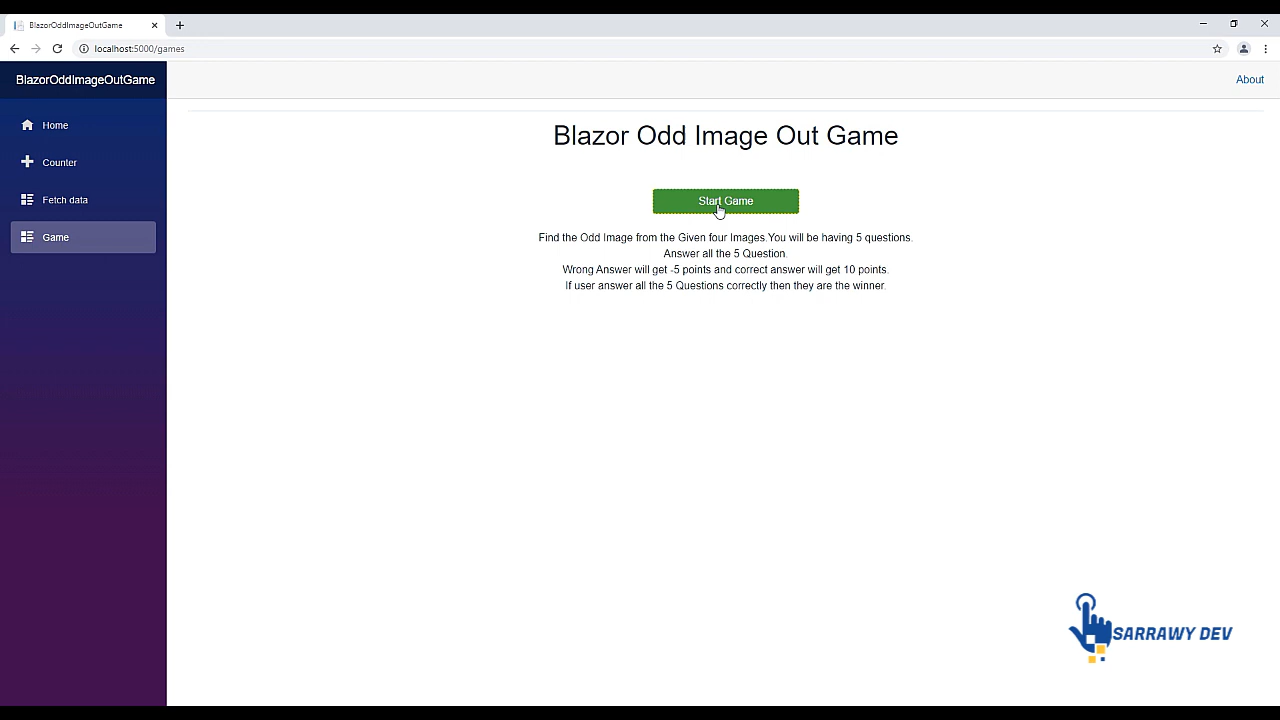 BlazorOddImageOutGame
localhost:5000/games
BlazorOddImageOutGame
About
Home
Counter
Fetch data
Game
Blazor Odd Image Out Game
Start Game
Find the Odd Image from the Given four Images.You will be having 5 questions.
Answer all the 5 Question.
Wrong Answer will get -5 points and correct answer will get 10 points.
If user answer all the 5 Questions correctly then they are the winner.
SARRAWY DEV